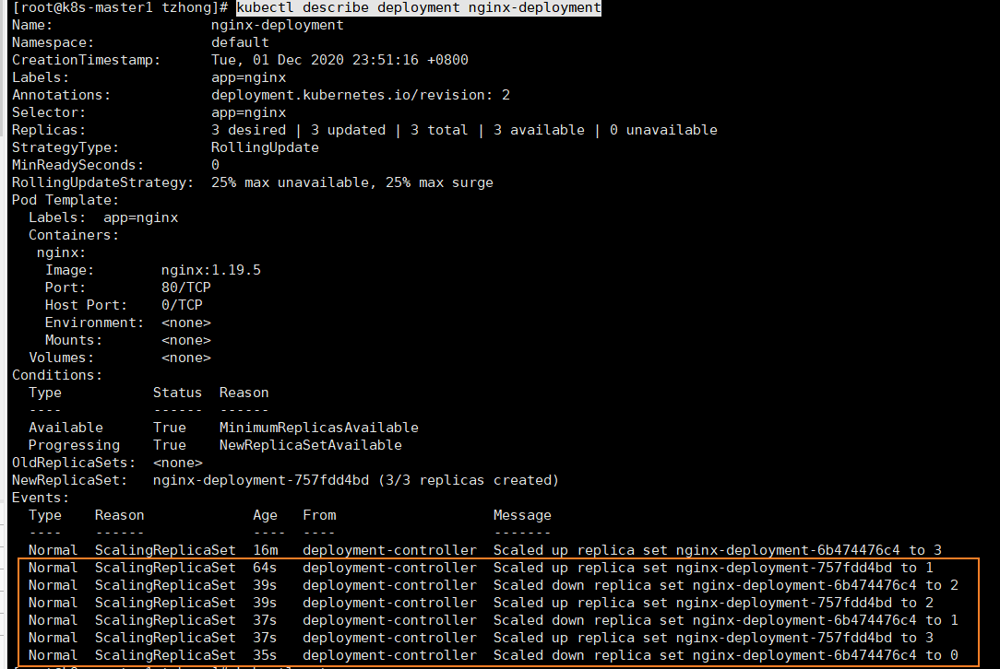 [root@k8s-master1 tzhong]# kubectl describe deployment nginx-deployment
Name:                   nginx-deployment
Namespace:              default
CreationTimestamp:      Tue, 01 Dec 2020 23:51:16 +0800
Labels:                 app=nginx
Annotations:            deployment.kubernetes.io/revision: 2
Selector:               app=nginx
Replicas:               3 desired | 3 updated | 3 total | 3 available | 0 unavailable
StrategyType:           RollingUpdate
MinReadySeconds:        0
RollingUpdateStrategy:  25% max unavailable, 25% max surge
Pod Template:
  Labels:  app=nginx
  Containers:
   nginx:
    Image:        nginx:1.19.5
    Port:         80/TCP
    Host Port:    0/TCP
    Environment:  <none>
    Mounts:       <none>
  Volumes:        <none>
Conditions:
  Type           Status  Reason
  ----           ------  ------
  Available      True    MinimumReplicasAvailable
  Progressing    True    NewReplicaSetAvailable
OldReplicaSets:  <none>
NewReplicaSet:   nginx-deployment-757fdd4bd (3/3 replicas created)
Events:
  Type    Reason             Age   From                   Message
  ----    ------             ----  ----                   -------
  Normal  ScalingReplicaSet  16m   deployment-controller  Scaled up replica set nginx-deployment-6b474476c4 to 3
  Normal  ScalingReplicaSet  64s   deployment-controller  Scaled up replica set nginx-deployment-757fdd4bd to 1
  Normal  ScalingReplicaSet  39s   deployment-controller  Scaled down replica set nginx-deployment-6b474476c4 to 2
  Normal  ScalingReplicaSet  39s   deployment-controller  Scaled up replica set nginx-deployment-757fdd4bd to 2
  Normal  ScalingReplicaSet  37s   deployment-controller  Scaled down replica set nginx-deployment-6b474476c4 to 1
  Normal  ScalingReplicaSet  37s   deployment-controller  Scaled up replica set nginx-deployment-757fdd4bd to 3
  Normal  ScalingReplicaSet  35s   deployment-controller  Scaled down replica set nginx-deployment-6b474476c4 to 0